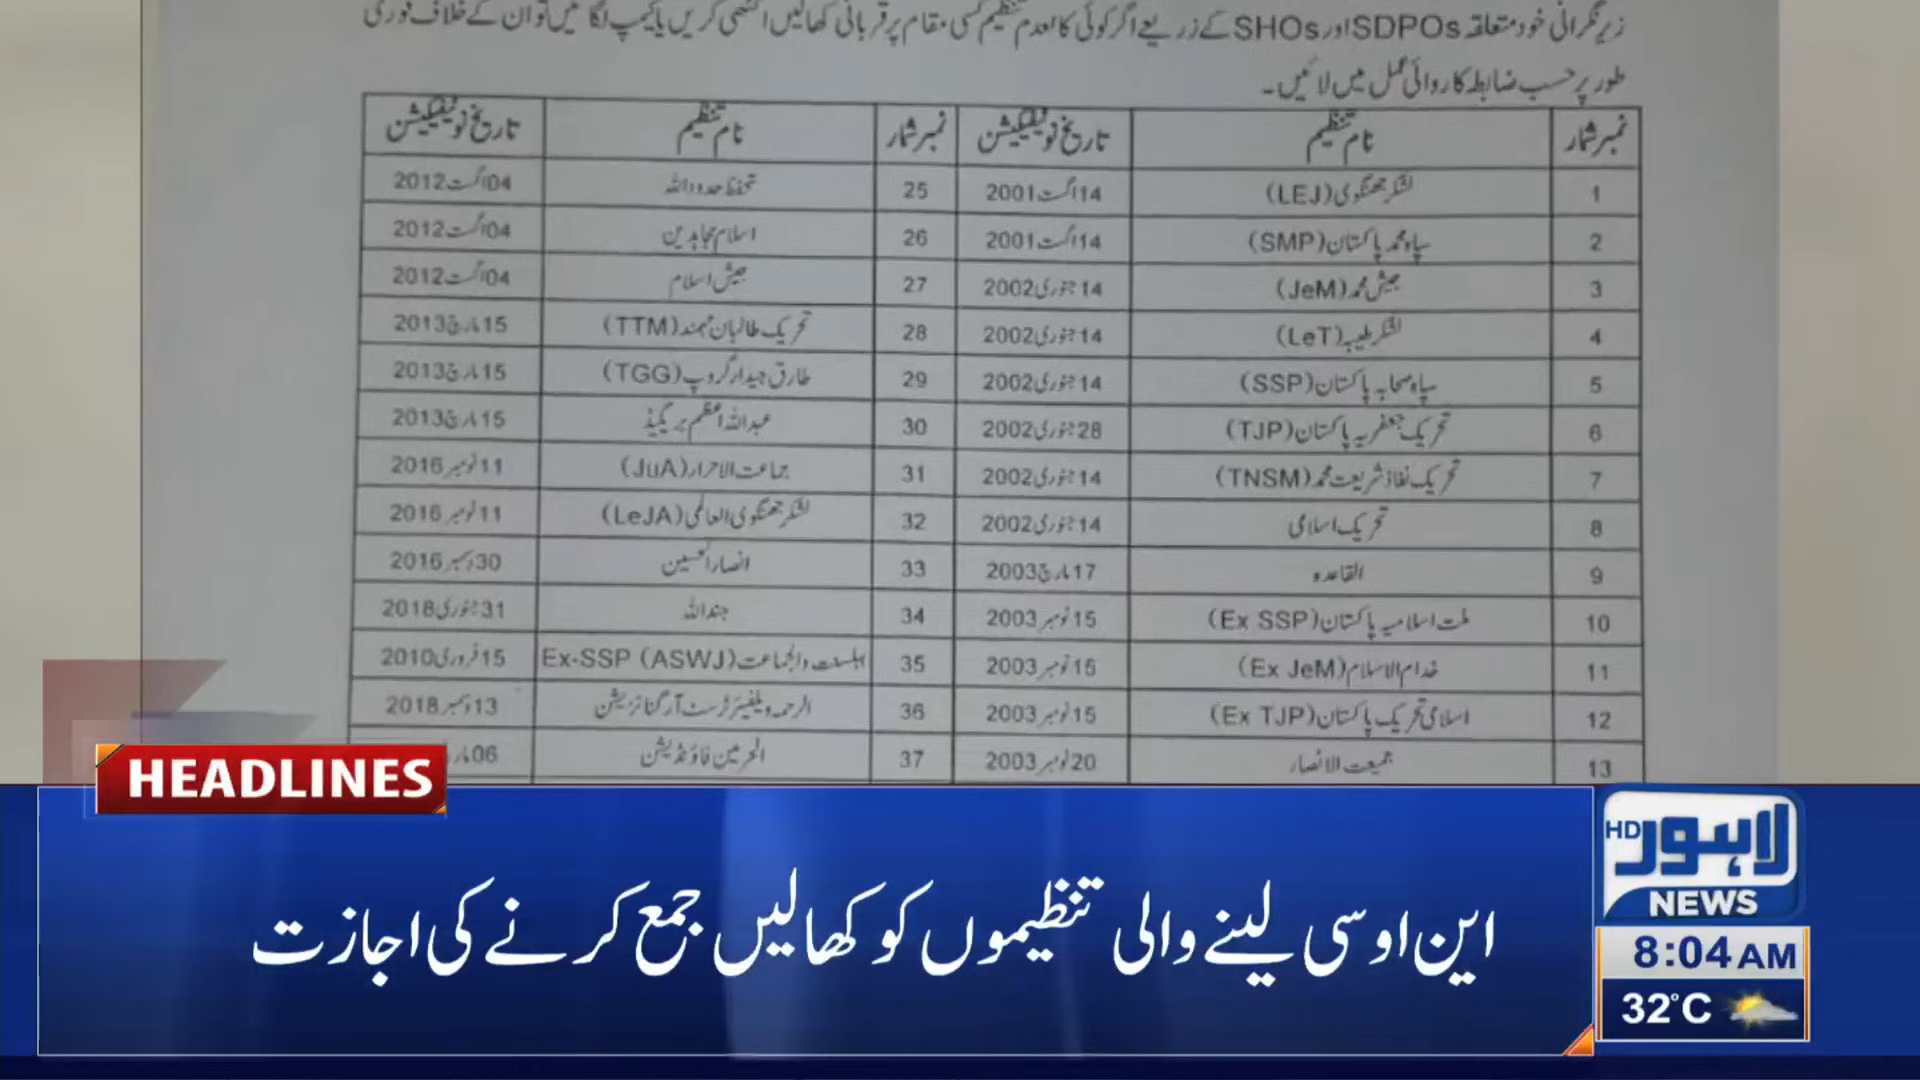 زیر نگرانی خود متعلقہ SDPOs اور SHOs کے ذریعے اگر کوئی کالعدم تنظیم کسی مقام پر قربانی کھالیں اکٹھی کریں یا کیمپ لگائیں تو ان کے خلاف فوری
طور پر حسب ضابطہ کاروائی عمل میں لائیں۔
نمبر شمار نام تنظیم تاریخ نوٹیفکیشن نمبر شمار نام تنظیم تاریخ نوٹیفکیشن
1 لشکر جھنگوی (LEJ) 14 اگست 2001 25 تحفظ حدود اللہ 04 اگست 2012
2 سپاہ محمد پاکستان (SMP) 14 اگست 2001 26 اسلام مجاہدین 04 اگست 2012
3 جیش محمد (JeM) 14 جنوری 2002 27 جیش اسلام 04 اگست 2012
4 لشکر طیبہ (LeT) 14 جنوری 2002 28 تحریک طالبان مہمند (TTM) 15 مارچ 2013
5 سپاہ صحابہ پاکستان (SSP) 14 جنوری 2002 29 طارق جیدار گروپ (TGG) 15 مارچ 2013
6 تحریک جعفریہ پاکستان (TJP) 28 جنوری 2002 30 عبد اللہ اعظم بریگیڈ 15 مارچ 2013
7 تحریک نفاذ شریعت محمد (TNSM) 14 جنوری 2002 31 جماعت الاحرار (JuA) 11 نومبر 2016
8 تحریک اسلامی 14 جنوری 2002 32 لشکر جھنگوی العالمی (LeJA) 11 نومبر 2016
9 القاعدہ 17 مارچ 2003 33 انصار الحسین 30 دسمبر 2016
10 ملت اسلامیہ پاکستان (Ex SSP) 15 نومبر 2003 34 جند اللہ 31 جنوری 2018
11 خدام الاسلام (Ex JeM) 15 نومبر 2003 35 اہلسنت والجماعت Ex-SSP (ASWJ) 15 فروری 2010
12 اسلامی تحریک پاکستان (Ex TJP) 15 نومبر 2003 36 الرحمہ ویلفیئر ٹرسٹ آرگنائزیشن 13 دسمبر 2018
13 جمیعت الانصار 20 نومبر 2003 37 الحرمین فاؤنڈیشن 06
HEADLINES
این او سی لینے والی تنظیموں کو کھالیں جمع کرنے کی اجازت
لاہور HD
NEWS
8:04 AM
32°C